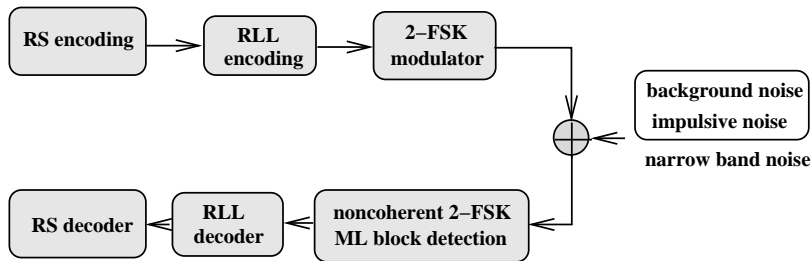 RS encoding
RLL
encoding
2−FSK
modulator
background noise
impulsive noise
narrow band noise
RS decoder
RLL
decoder
noncoherent 2−FSK
ML block detection